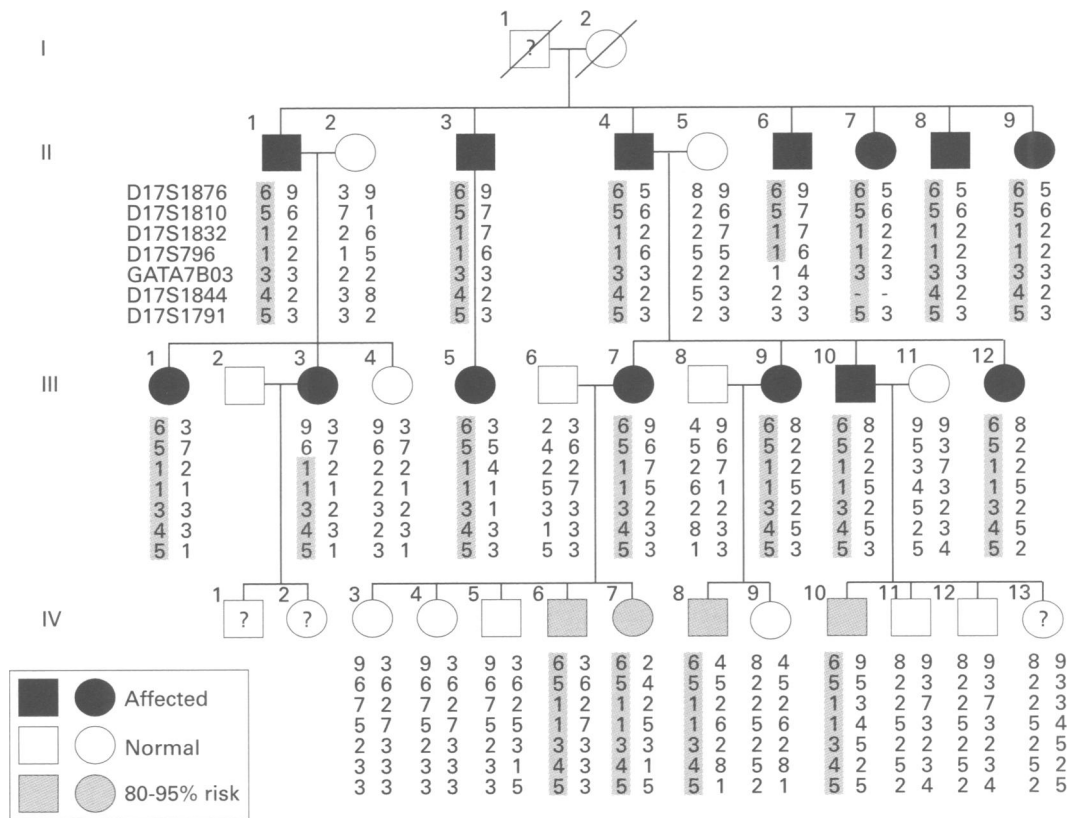 1 2
I ?
1 2 3 4 5 6 7 8 9
II
D17S1876 6 9 3 9 6 9 6 5 8 9 6 9 6 5 6 5 6 5
D17S1810 5 6 7 1 5 7 5 6 2 6 5 7 5 6 5 6 5 6
D17S1832 1 2 2 6 1 7 1 2 2 7 1 7 1 2 1 2 1 2
D17S796 1 2 1 5 1 6 1 6 5 5 1 6 1 2 1 2 1 2
GATA7B03 3 3 2 2 3 3 3 3 2 2 1 4 3 3 3 3 3 3
D17S1844 4 2 3 8 4 2 4 2 5 3 2 3 - - 4 2 4 2
D17S1791 5 3 3 2 5 3 5 3 2 3 3 3 5 3 5 3 5 3
1 2 3 4 5 6 7 8 9 10 11 12
III
6 3 9 3 9 3 6 3 2 3 6 9 4 9 6 8 6 8 9 9 6 8
5 7 6 7 6 7 5 5 4 6 5 6 5 6 5 2 5 2 5 3 5 2
1 2 1 2 2 2 1 4 2 2 1 7 2 7 1 2 1 2 3 7 1 2
1 1 1 1 2 1 1 3 5 7 1 5 6 1 1 5 1 5 4 3 1 5
3 3 3 2 3 2 3 1 3 3 3 2 2 2 3 2 3 2 5 2 3 2
4 3 4 3 2 3 4 3 1 3 4 3 8 3 4 5 4 5 2 3 4 5
5 1 5 1 3 1 5 3 5 3 5 3 1 3 5 3 5 3 5 4 5 2
1 2 3 4 5 6 7 8 9 10 11 12 13
IV ? ? ?
9 3 9 3 9 3 6 3 6 2 6 4 8 4 6 9 8 9 8 9 8 9
6 6 6 6 6 6 5 6 5 4 5 5 2 5 5 5 2 3 2 3 2 3
7 2 7 2 7 2 1 2 1 2 1 2 2 2 1 3 2 7 2 7 2 3
5 7 5 7 5 5 1 7 1 5 1 6 5 6 1 4 5 3 5 3 5 4
2 3 2 3 2 3 3 3 3 3 3 2 2 2 3 5 2 2 2 2 2 5
3 3 3 3 3 1 4 3 4 1 4 8 5 8 4 2 5 3 5 3 5 2
3 3 3 3 3 5 5 3 5 5 5 1 2 1 5 5 2 4 2 4 2 5
Affected
Normal
80-95% risk